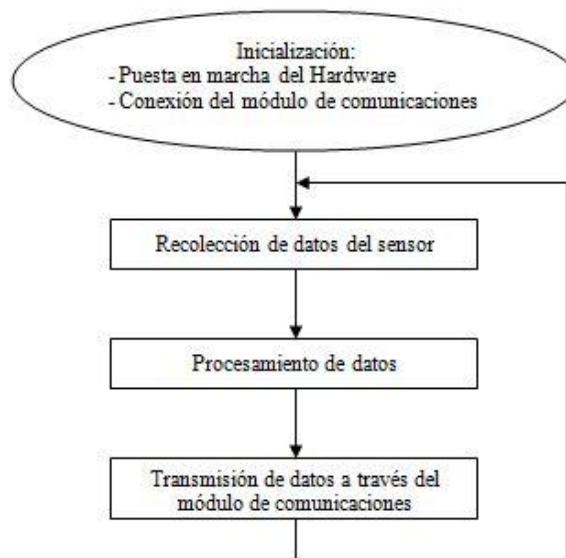 Inicialización:
- Puesta en marcha del Hardware
- Conexión del módulo de comunicaciones
Recolección de datos del sensor
Procesamiento de datos
Transmisión de datos a través del
módulo de comunicaciones